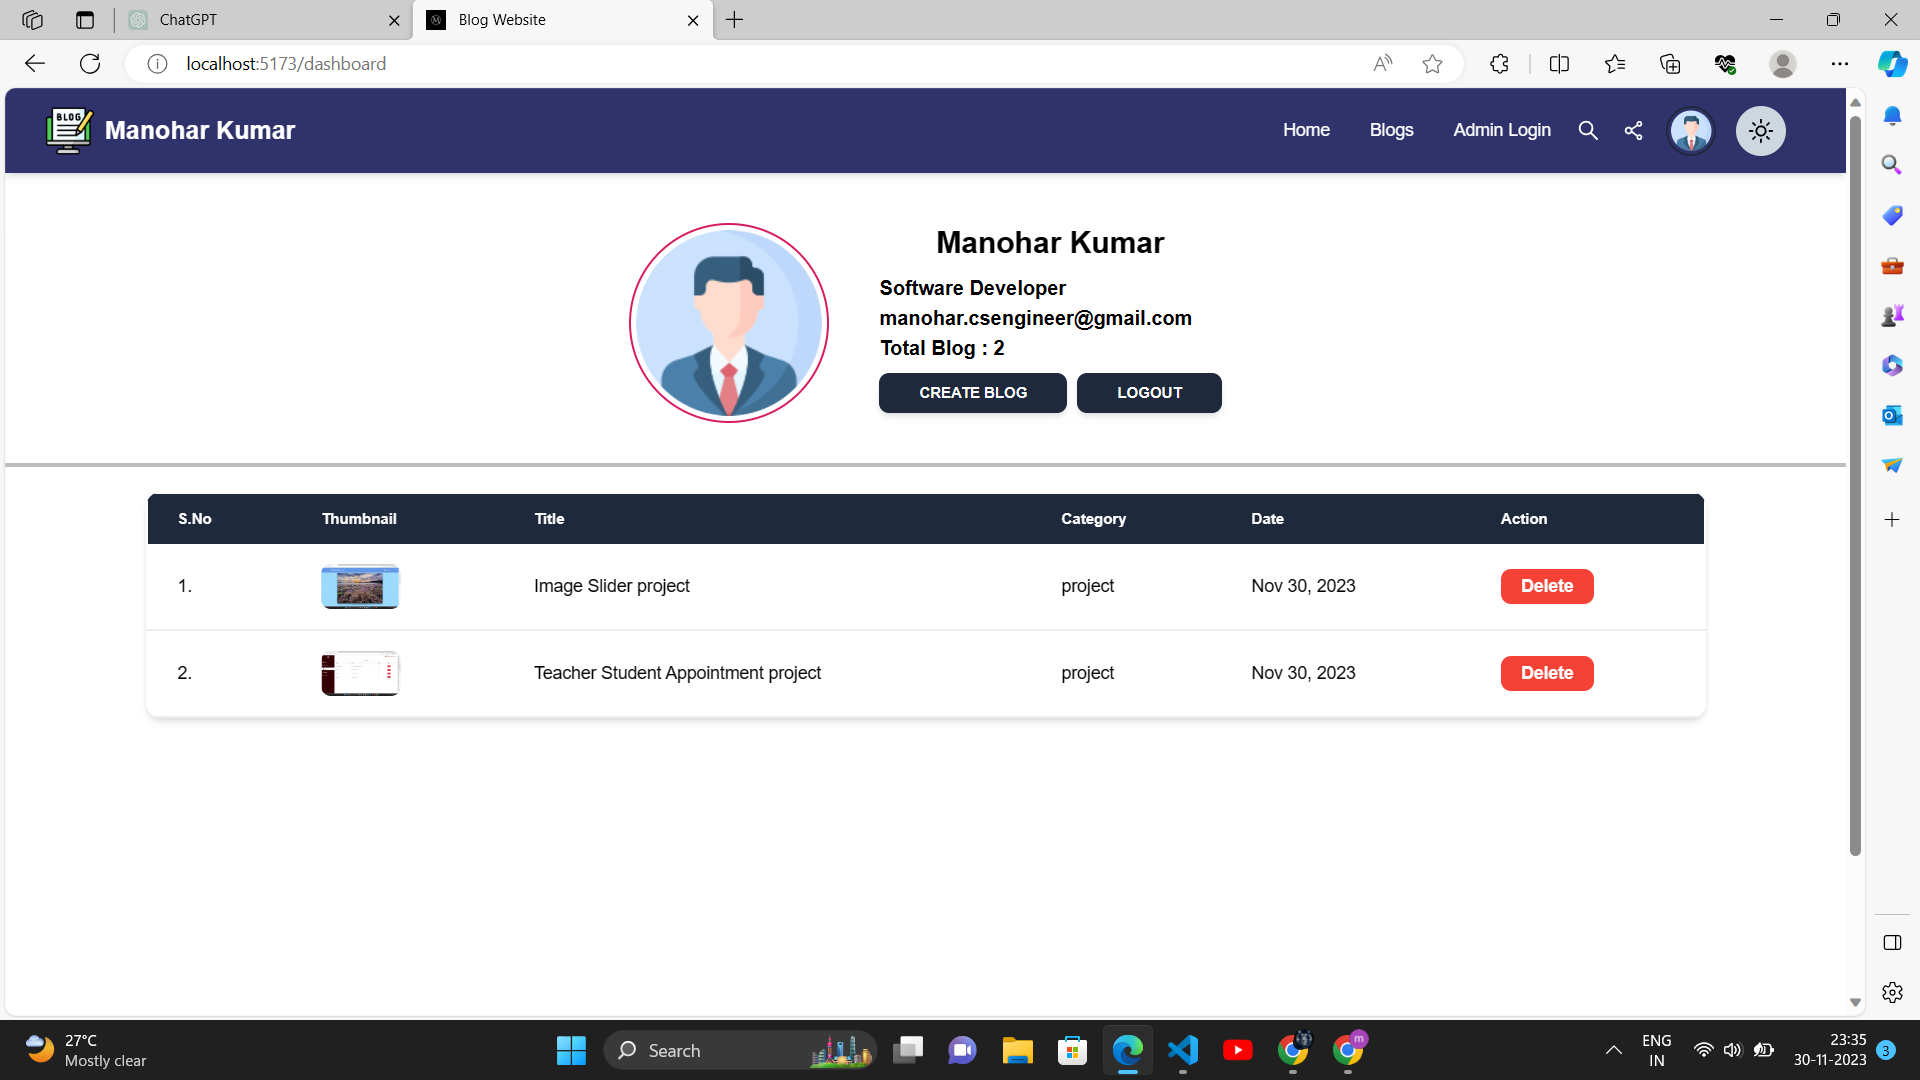 ChatGPT
Blog Website
localhost:5173/dashboard
BLOG
Manohar Kumar
Home
Blogs
Admin Login
Manohar Kumar
Software Developer
manohar.csengineer@gmail.com
Total Blog : 2
CREATE BLOG
LOGOUT
S.No Thumbnail Title Category Date Action
1. Image Slider project project Nov 30, 2023 Delete
2. Teacher Student Appointment project project Nov 30, 2023 Delete
27°C
Mostly clear
Search
m
ENG
IN
23:35
30-11-2023
3